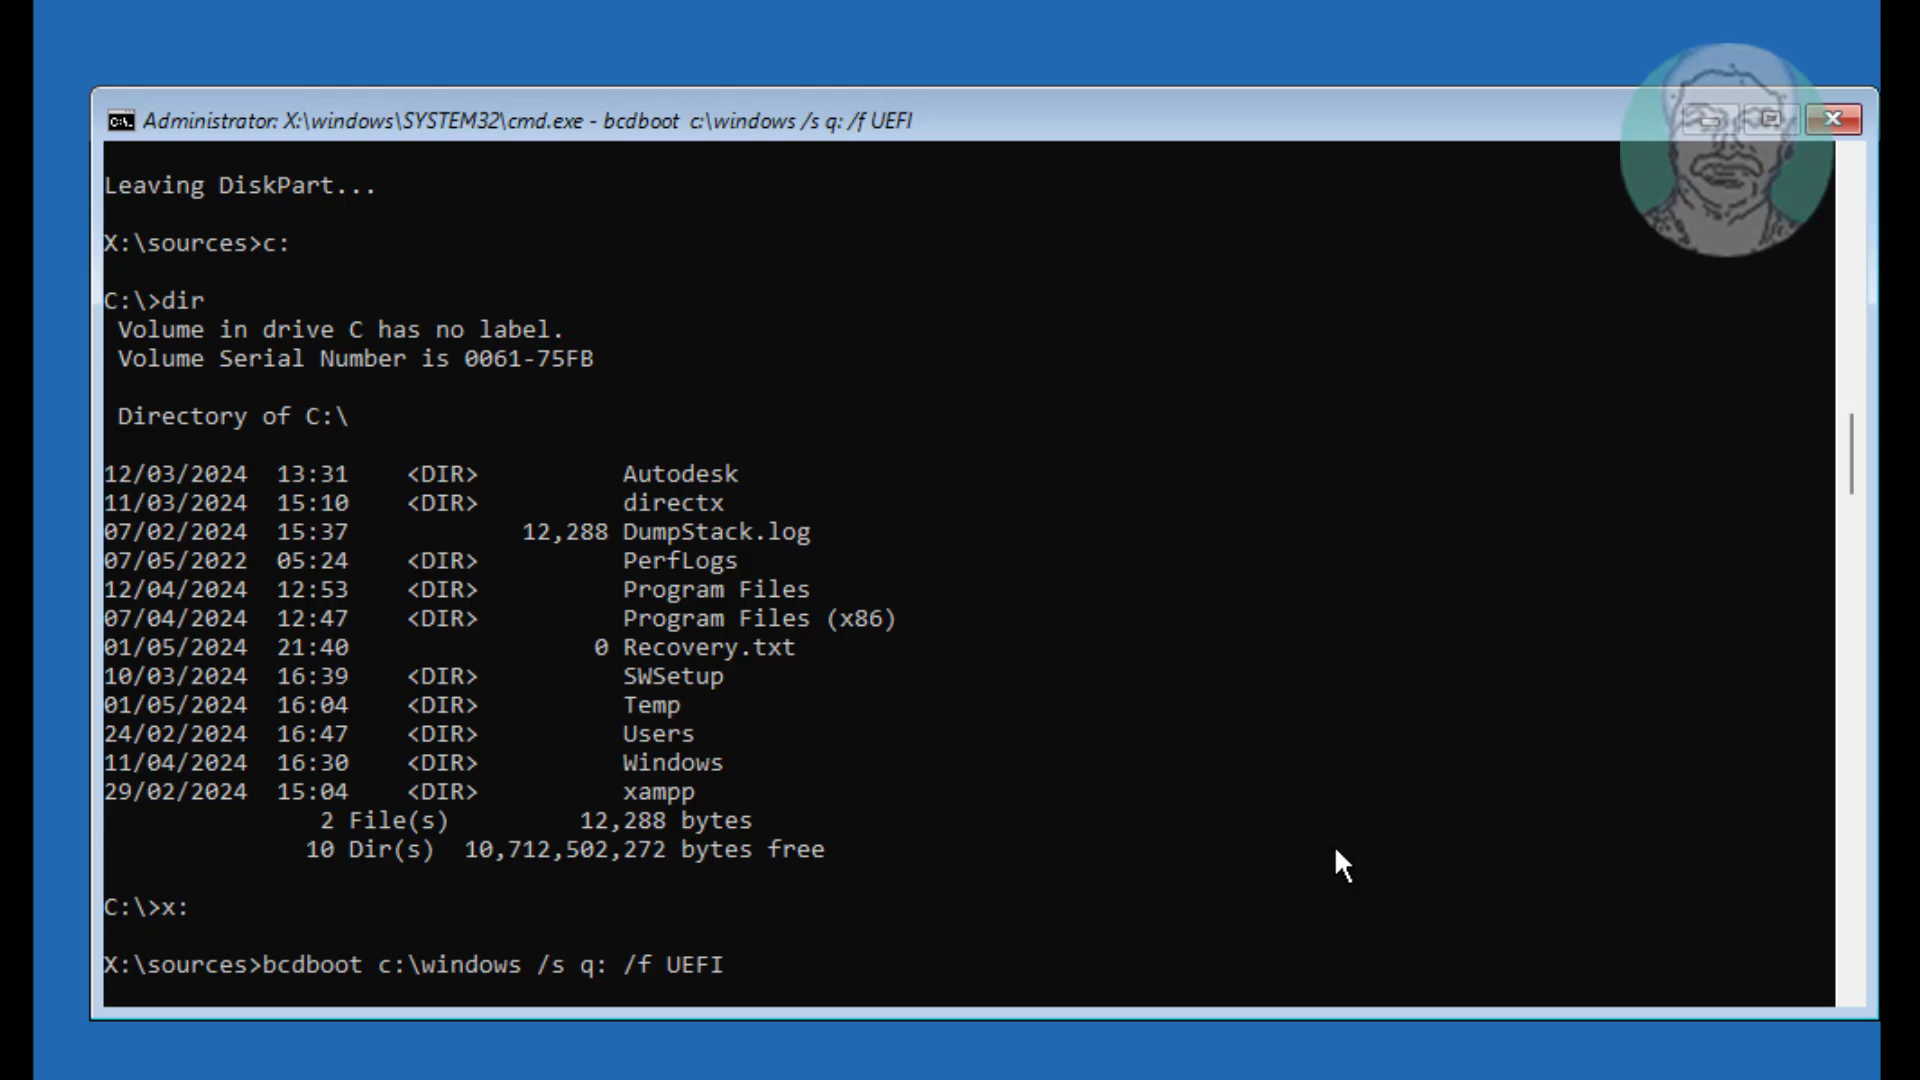 Administrator: X:\windows\SYSTEM32\cmd.exe - bcdboot  c:\windows /s q: /f UEFI
Leaving DiskPart...
X:\sources>c:
C:\>dir
 Volume in drive C has no label.
 Volume Serial Number is 0061-75FB
 Directory of C:\
12/03/2024  13:31    <DIR>          Autodesk
11/03/2024  15:10    <DIR>          directx
07/02/2024  15:37            12,288 DumpStack.log
07/05/2022  05:24    <DIR>          PerfLogs
12/04/2024  12:53    <DIR>          Program Files
07/04/2024  12:47    <DIR>          Program Files (x86)
01/05/2024  21:40                 0 Recovery.txt
10/03/2024  16:39    <DIR>          SWSetup
01/05/2024  16:04    <DIR>          Temp
24/02/2024  16:47    <DIR>          Users
11/04/2024  16:30    <DIR>          Windows
29/02/2024  15:04    <DIR>          xampp
               2 File(s)         12,288 bytes
              10 Dir(s)  10,712,502,272 bytes free
C:\>x:
X:\sources>bcdboot c:\windows /s q: /f UEFI